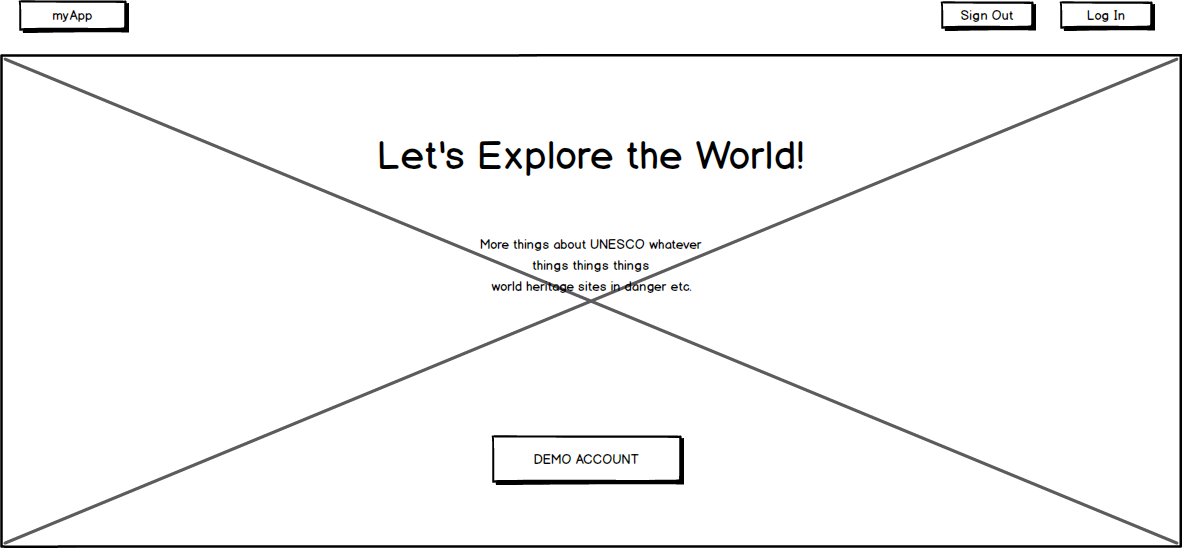 myApp
Sign Out
Log In
Let's Explore the World!
More things about UNESCO whatever
things things things
world heritage sites in danger etc.
DEMO ACCOUNT